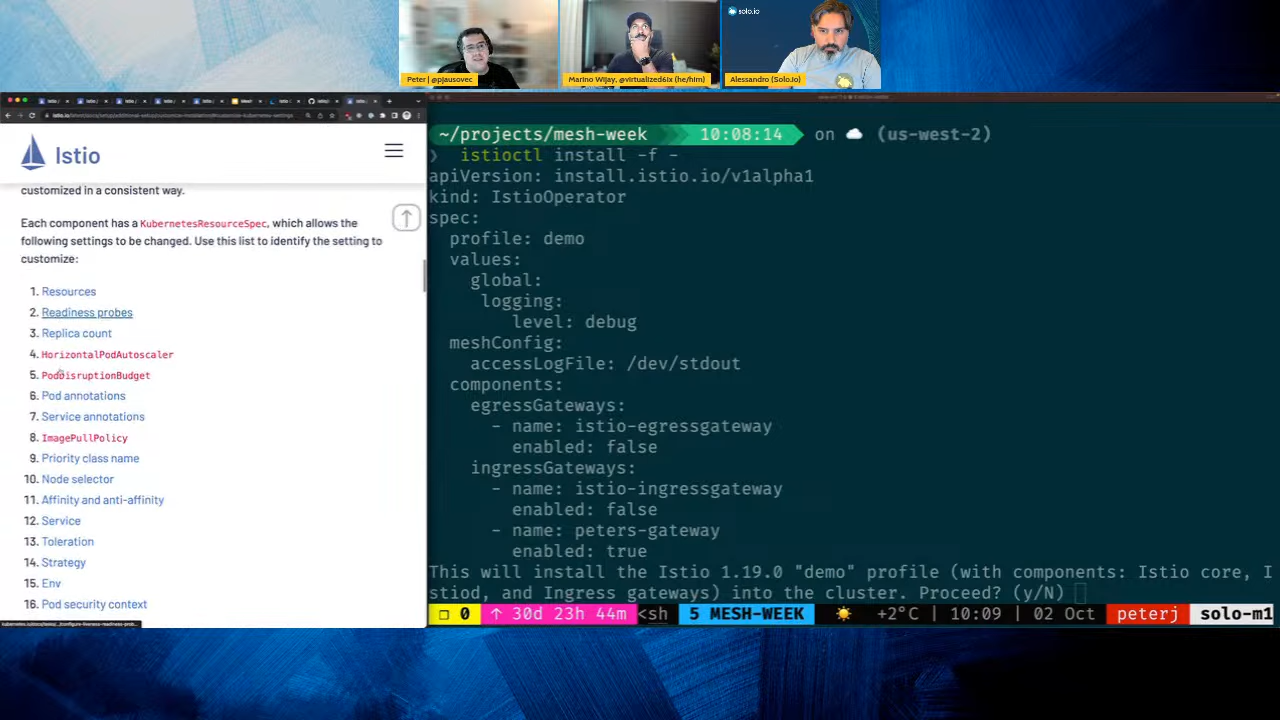 solo.io
Peter | @pjausovec
Marino Wijay, @virtualized6ix (he/him)
Alessandro (Solo.io)
Istio
customized in a consistent way.
Each component has a KubernetesResourceSpec, which allows the
following settings to be changed. Use this list to identify the setting to
customize:
1. Resources
2. Readiness probes
3. Replica count
4. HorizontalPodAutoscaler
5. PodDisruptionBudget
6. Pod annotations
7. Service annotations
8. ImagePullPolicy
9. Priority class name
10. Node selector
11. Affinity and anti-affinity
12. Service
13. Toleration
14. Strategy
15. Env
16. Pod security context
~/projects/mesh-week 10:08:14 on (us-west-2)
❯ istioctl install -f -
apiVersion: install.istio.io/v1alpha1
kind: IstioOperator
spec:
profile: demo
values:
global:
logging:
level: debug
meshConfig:
accessLogFile: /dev/stdout
components:
egressGateways:
- name: istio-egressgateway
enabled: false
ingressGateways:
- name: istio-ingressgateway
enabled: false
- name: peters-gateway
enabled: true
This will install the Istio 1.19.0 "demo" profile (with components: Istio core, I
stiod, and Ingress gateways) into the cluster. Proceed? (y/N)
0 ↑ 30d 23h 44m <sh 5 MESH-WEEK +2°C | 10:09 | 02 Oct peterj solo-m1